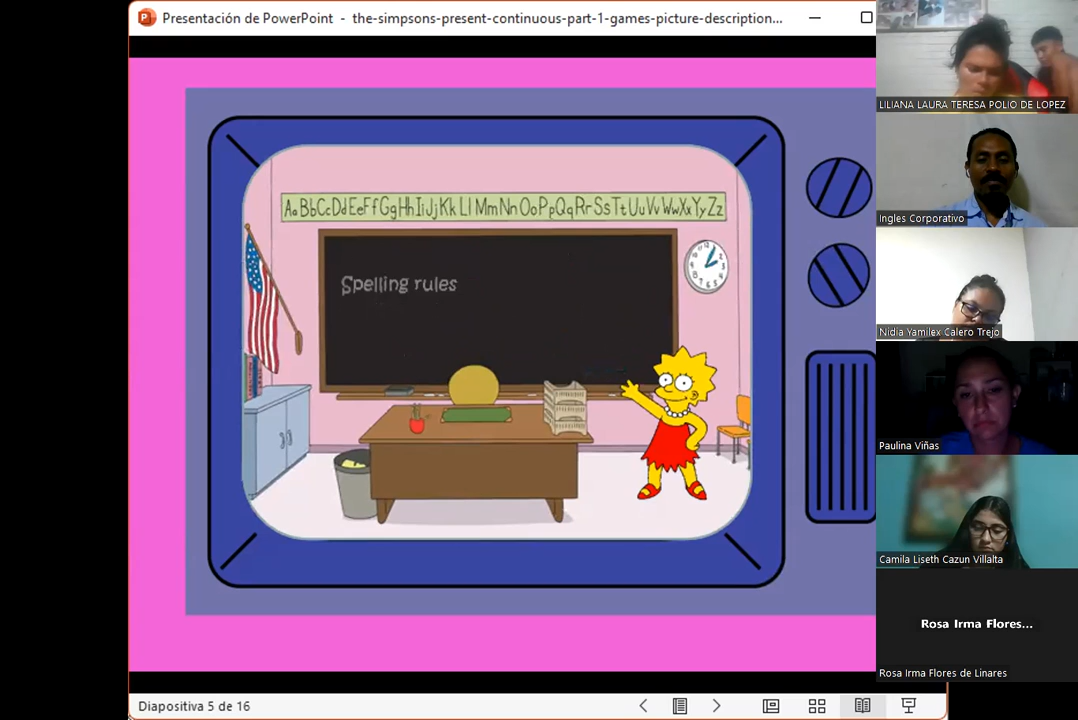 Presentación de PowerPoint - the-simpsons-present-continuous-part-1-games-picture-description...
AaBbCcDdEeFfGgHhIiJjKkLlMmNnOoPpQqRrSsTtUuVvWwXxYyZz
Spelling rules
Diapositiva 5 de 16
LILIANA LAURA TERESA POLIO DE LOPEZ
Ingles Corporativo
Nidia Yamilex Calero Trejo
Paulina Viñas
Camila Liseth Cazun Villalta
Rosa Irma Flores...
Rosa Irma Flores de Linares